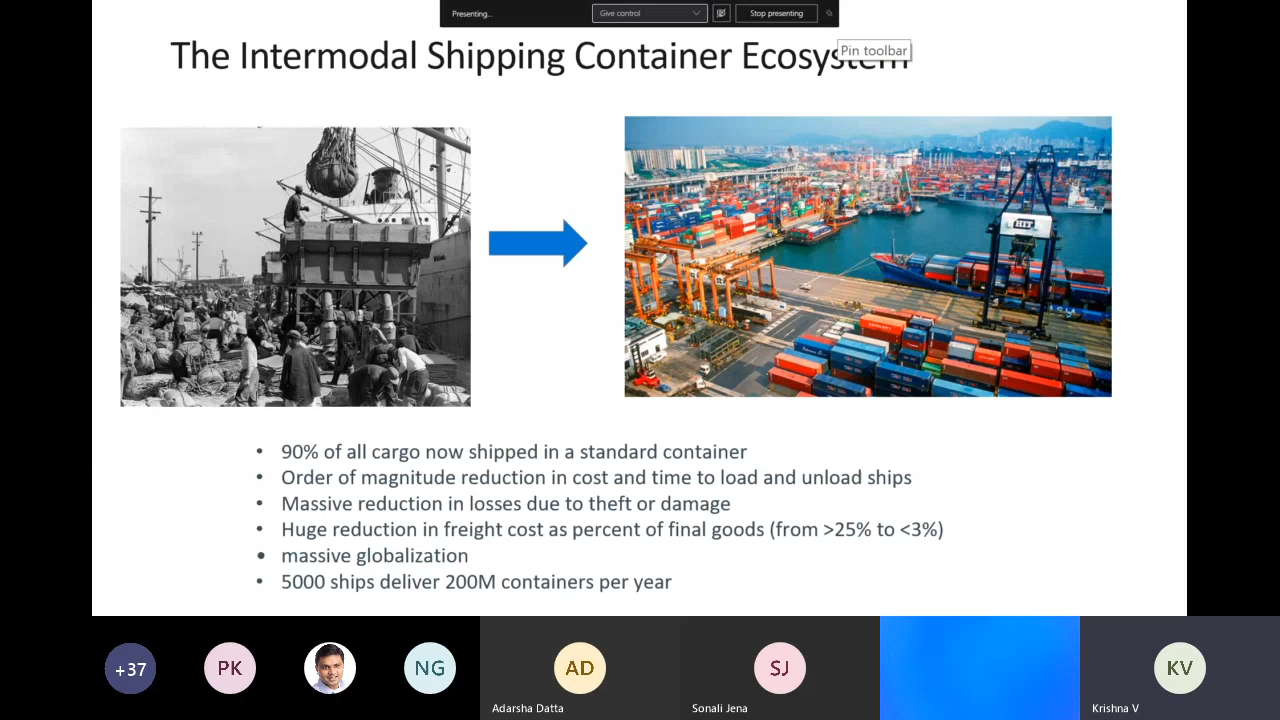 Presenting...
Give control
Stop presenting
Pin toolbar
The Intermodal Shipping Container Ecosystem
HIT
• 90% of all cargo now shipped in a standard container
• Order of magnitude reduction in cost and time to load and unload ships
• Massive reduction in losses due to theft or damage
• Huge reduction in freight cost as percent of final goods (from >25% to <3%)
• massive globalization
• 5000 ships deliver 200M containers per year
+37
PK
NG
AD
SJ
KV
Adarsha Datta
Sonali Jena
Krishna V